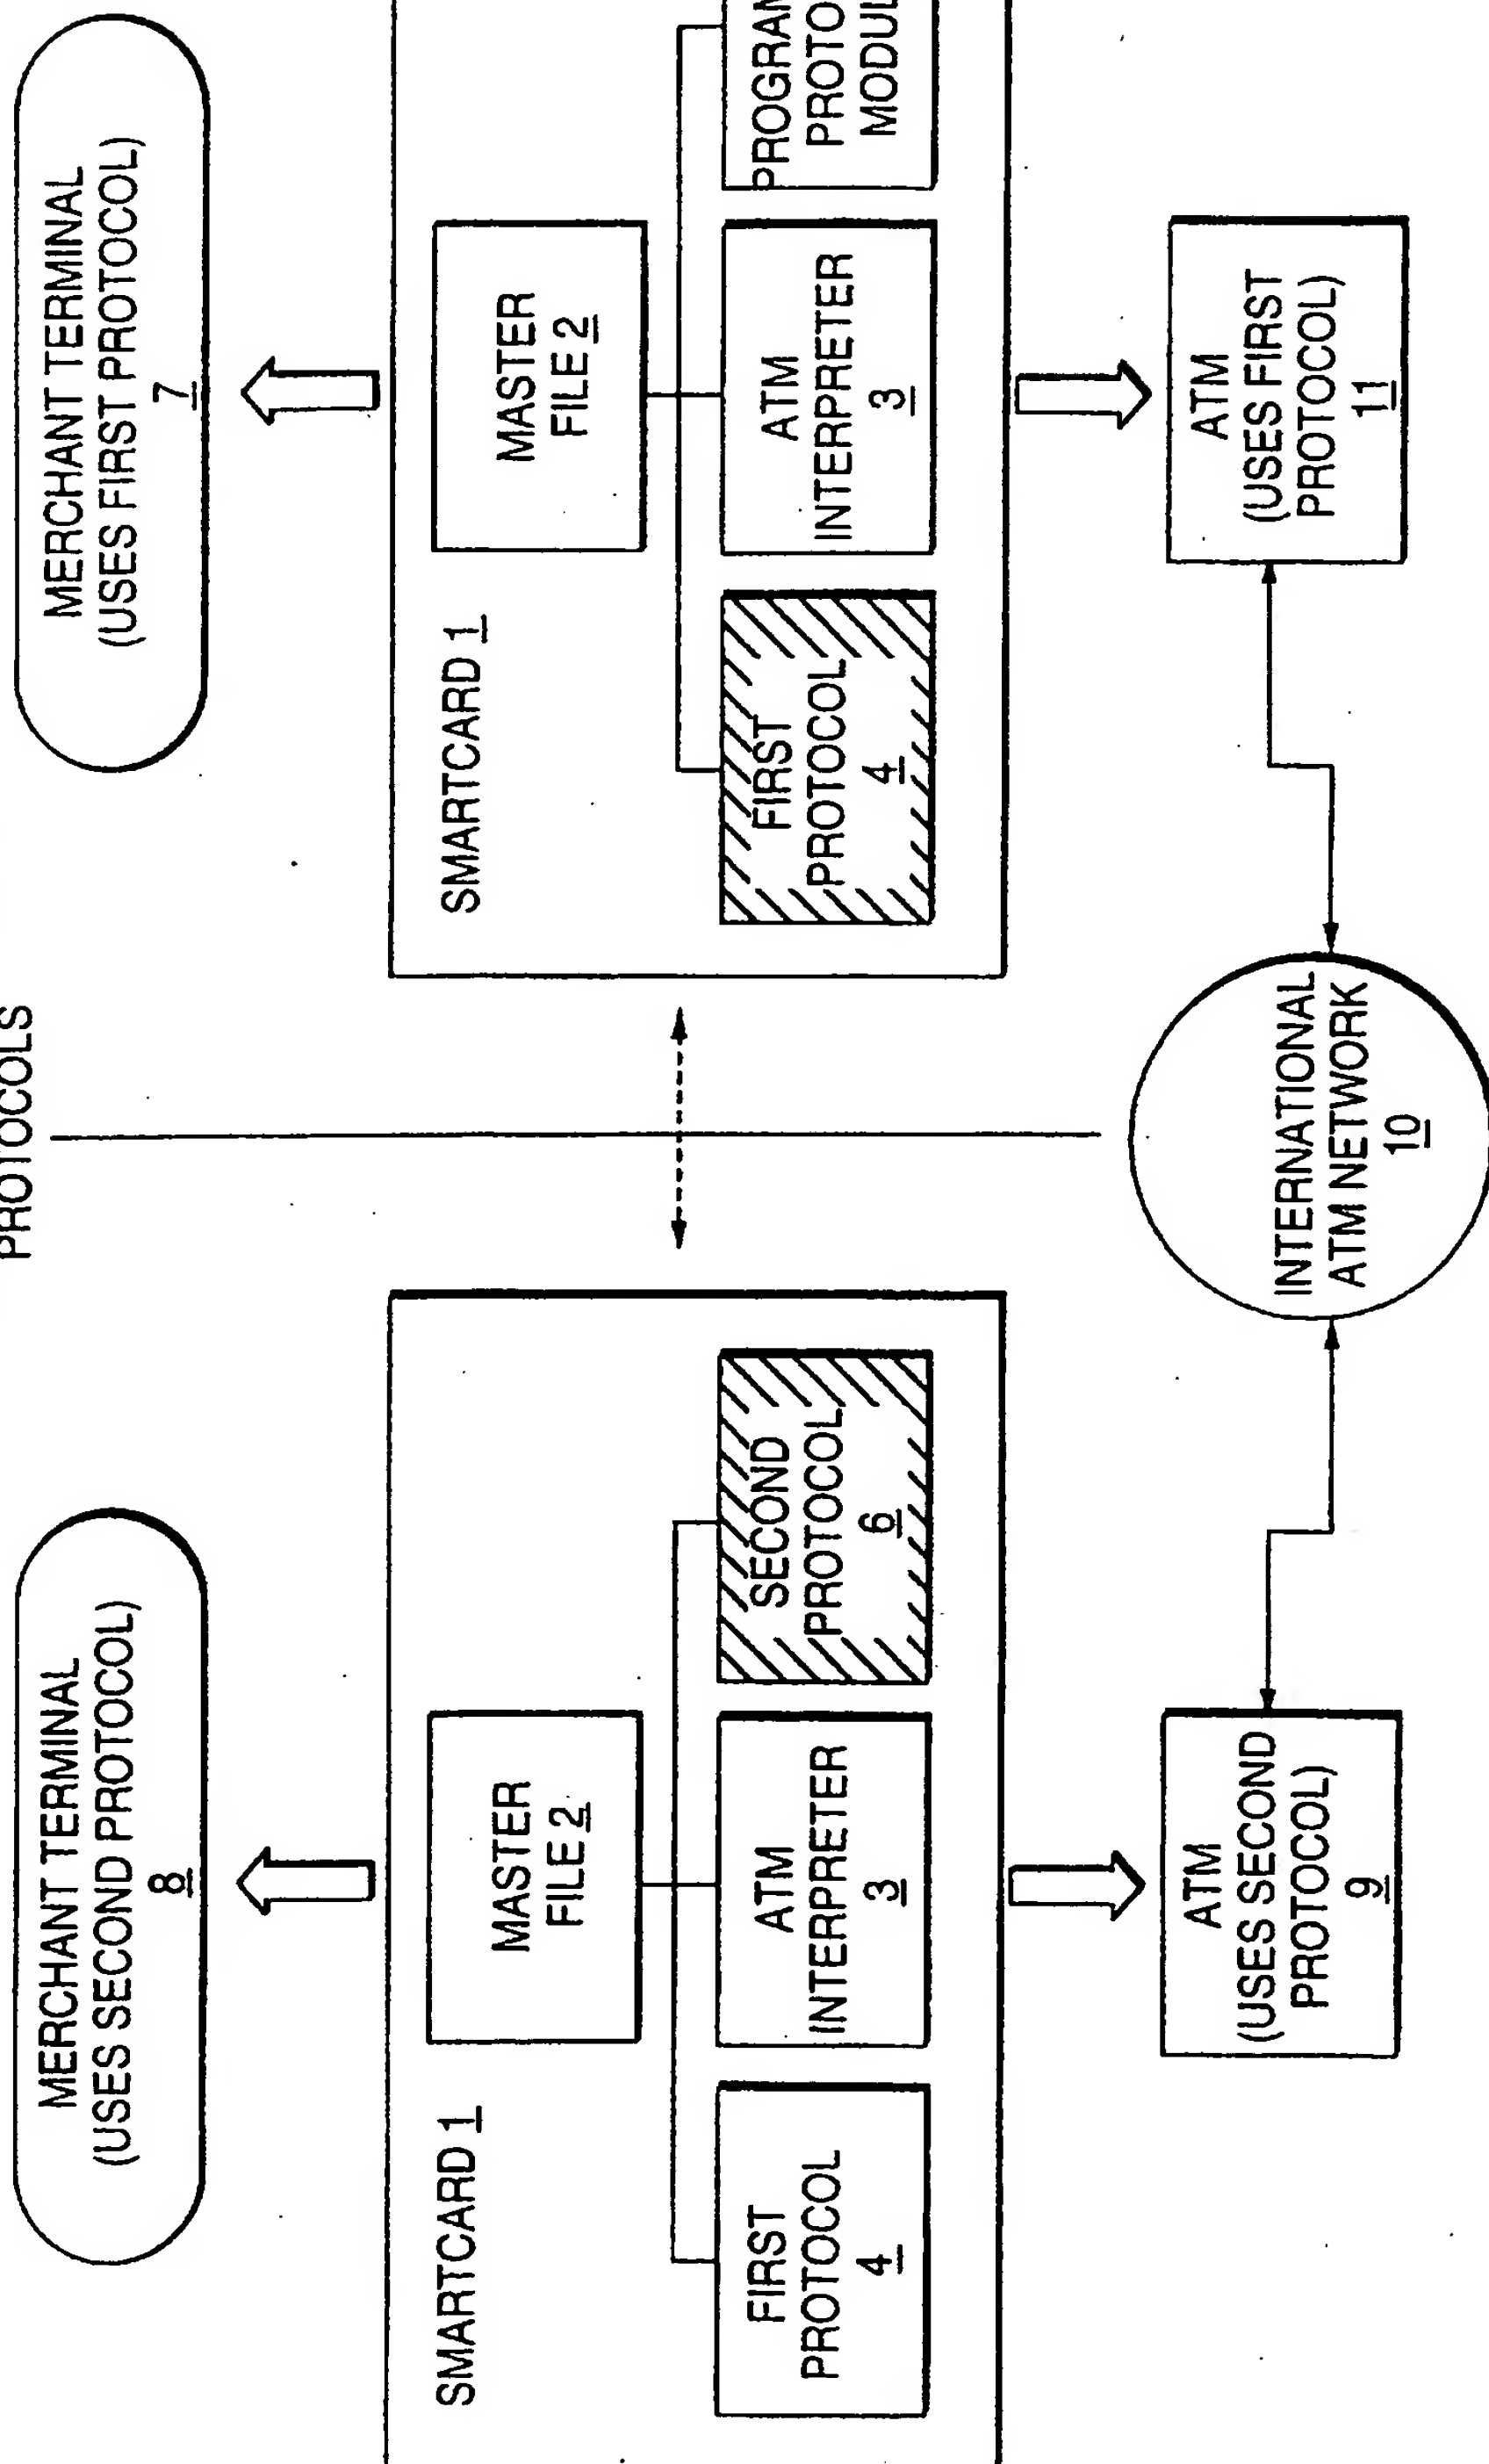 PROTOCOLS
MERCHANT TERMINAL
(USES SECOND PROTOCOL)
8
SMARTCARD 1
MASTER
FILE 2
FIRST
PROTOCOL
4
ATM
INTERPRETER
3
SECOND
PROTOCOL
6
ATM
(USES SECOND
PROTOCOL)
9
INTERNATIONAL
ATM NETWORK
10
MERCHANT TERMINAL
(USES FIRST PROTOCOL)
7
SMARTCARD 1
MASTER
FILE 2
FIRST
PROTOCOL
4
ATM
INTERPRETER
3
ATM
(USES FIRST
PROTOCOL)
11